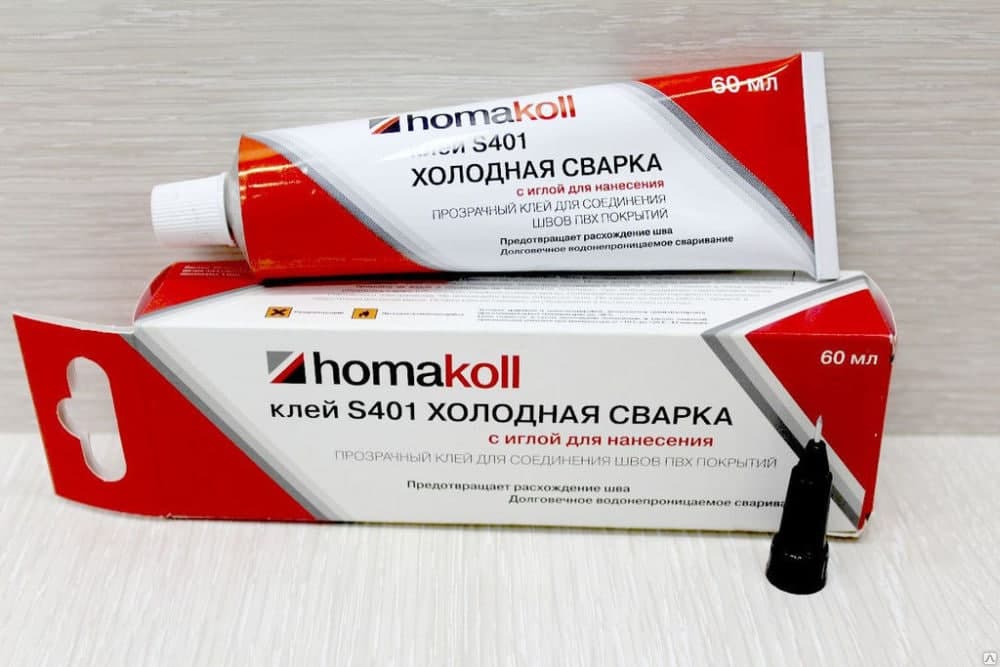 60 мл
homakoll
клей S401
ХОЛОДНАЯ СВАРКА
с иглой для нанесения
ПРОЗРАЧНЫЙ КЛЕЙ ДЛЯ СОЕДИНЕНИЯ
ШВОВ ПВХ ПОКРЫТИЙ
Предотвращает расхождение шва
Долговечное водонепроницаемое сваривание
homakoll
60 мл
клей S401 ХОЛОДНАЯ СВАРКА
с иглой для нанесения
ПРОЗРАЧНЫЙ КЛЕЙ ДЛЯ СОЕДИНЕНИЯ ШВОВ ПВХ ПОКРЫТИЙ
Предотвращает расхождение шва
Долговечное водонепроницаемое сварива